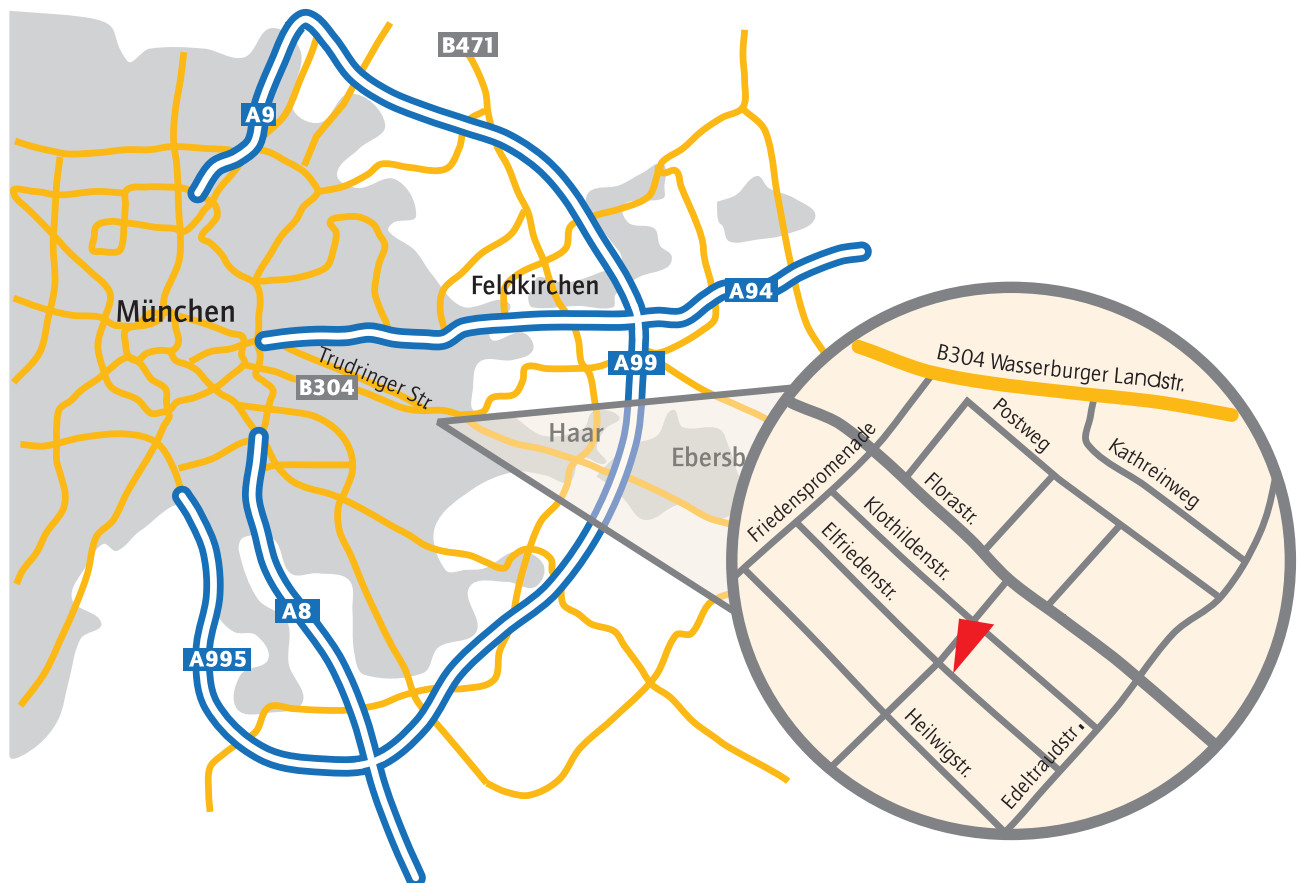 B471
A9
Feldkirchen
A94
München
Trudringer Str.
B304
A99
Haar
Ebersb
A8
A995
B304 Wasserburger Landstr.
Postweg
Kathreinweg
Friedenspromenade
Florastr.
Klothildenstr.
Elfriedenstr.
Heilwigstr.
Edeltraudstr.